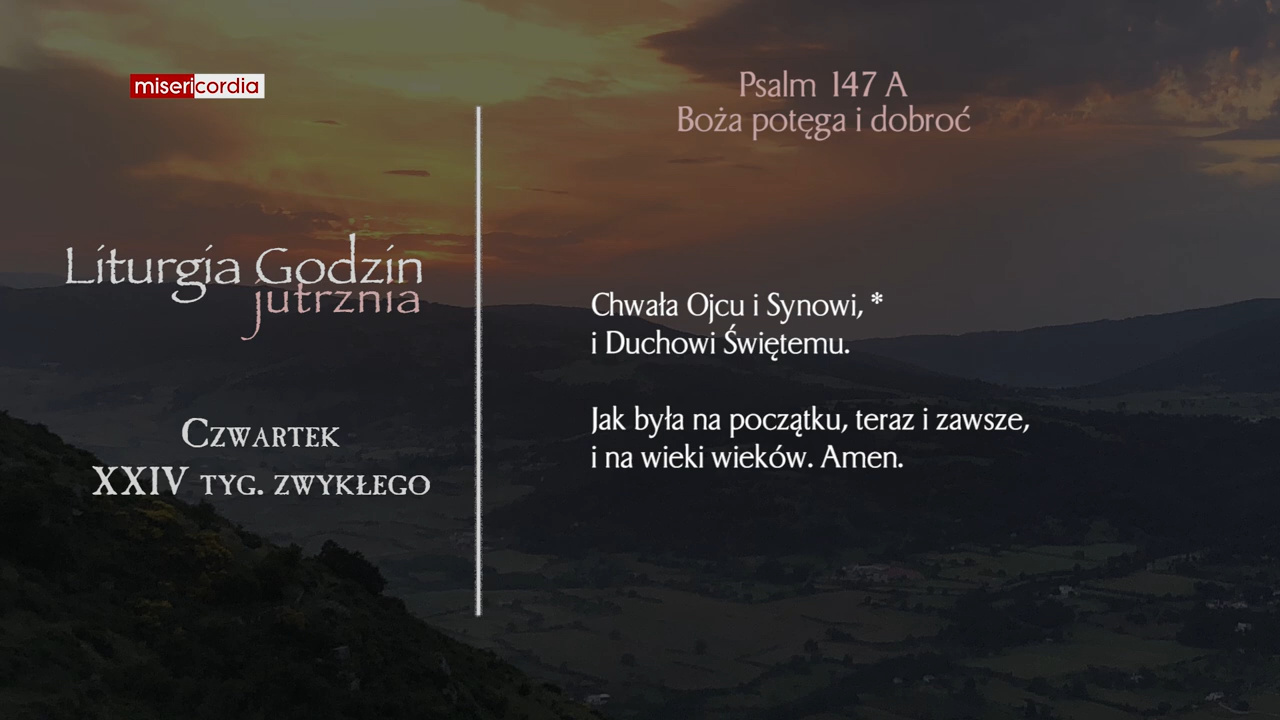 misericordia
Liturgia Godzin
jutrznia
Czwartek
XXIV tyg. zwykłego
Psalm 147 A
Boża potęga i dobroć
Chwała Ojcu i Synowi, *
i Duchowi Świętemu.
Jak była na początku, teraz i zawsze,
i na wieki wieków. Amen.